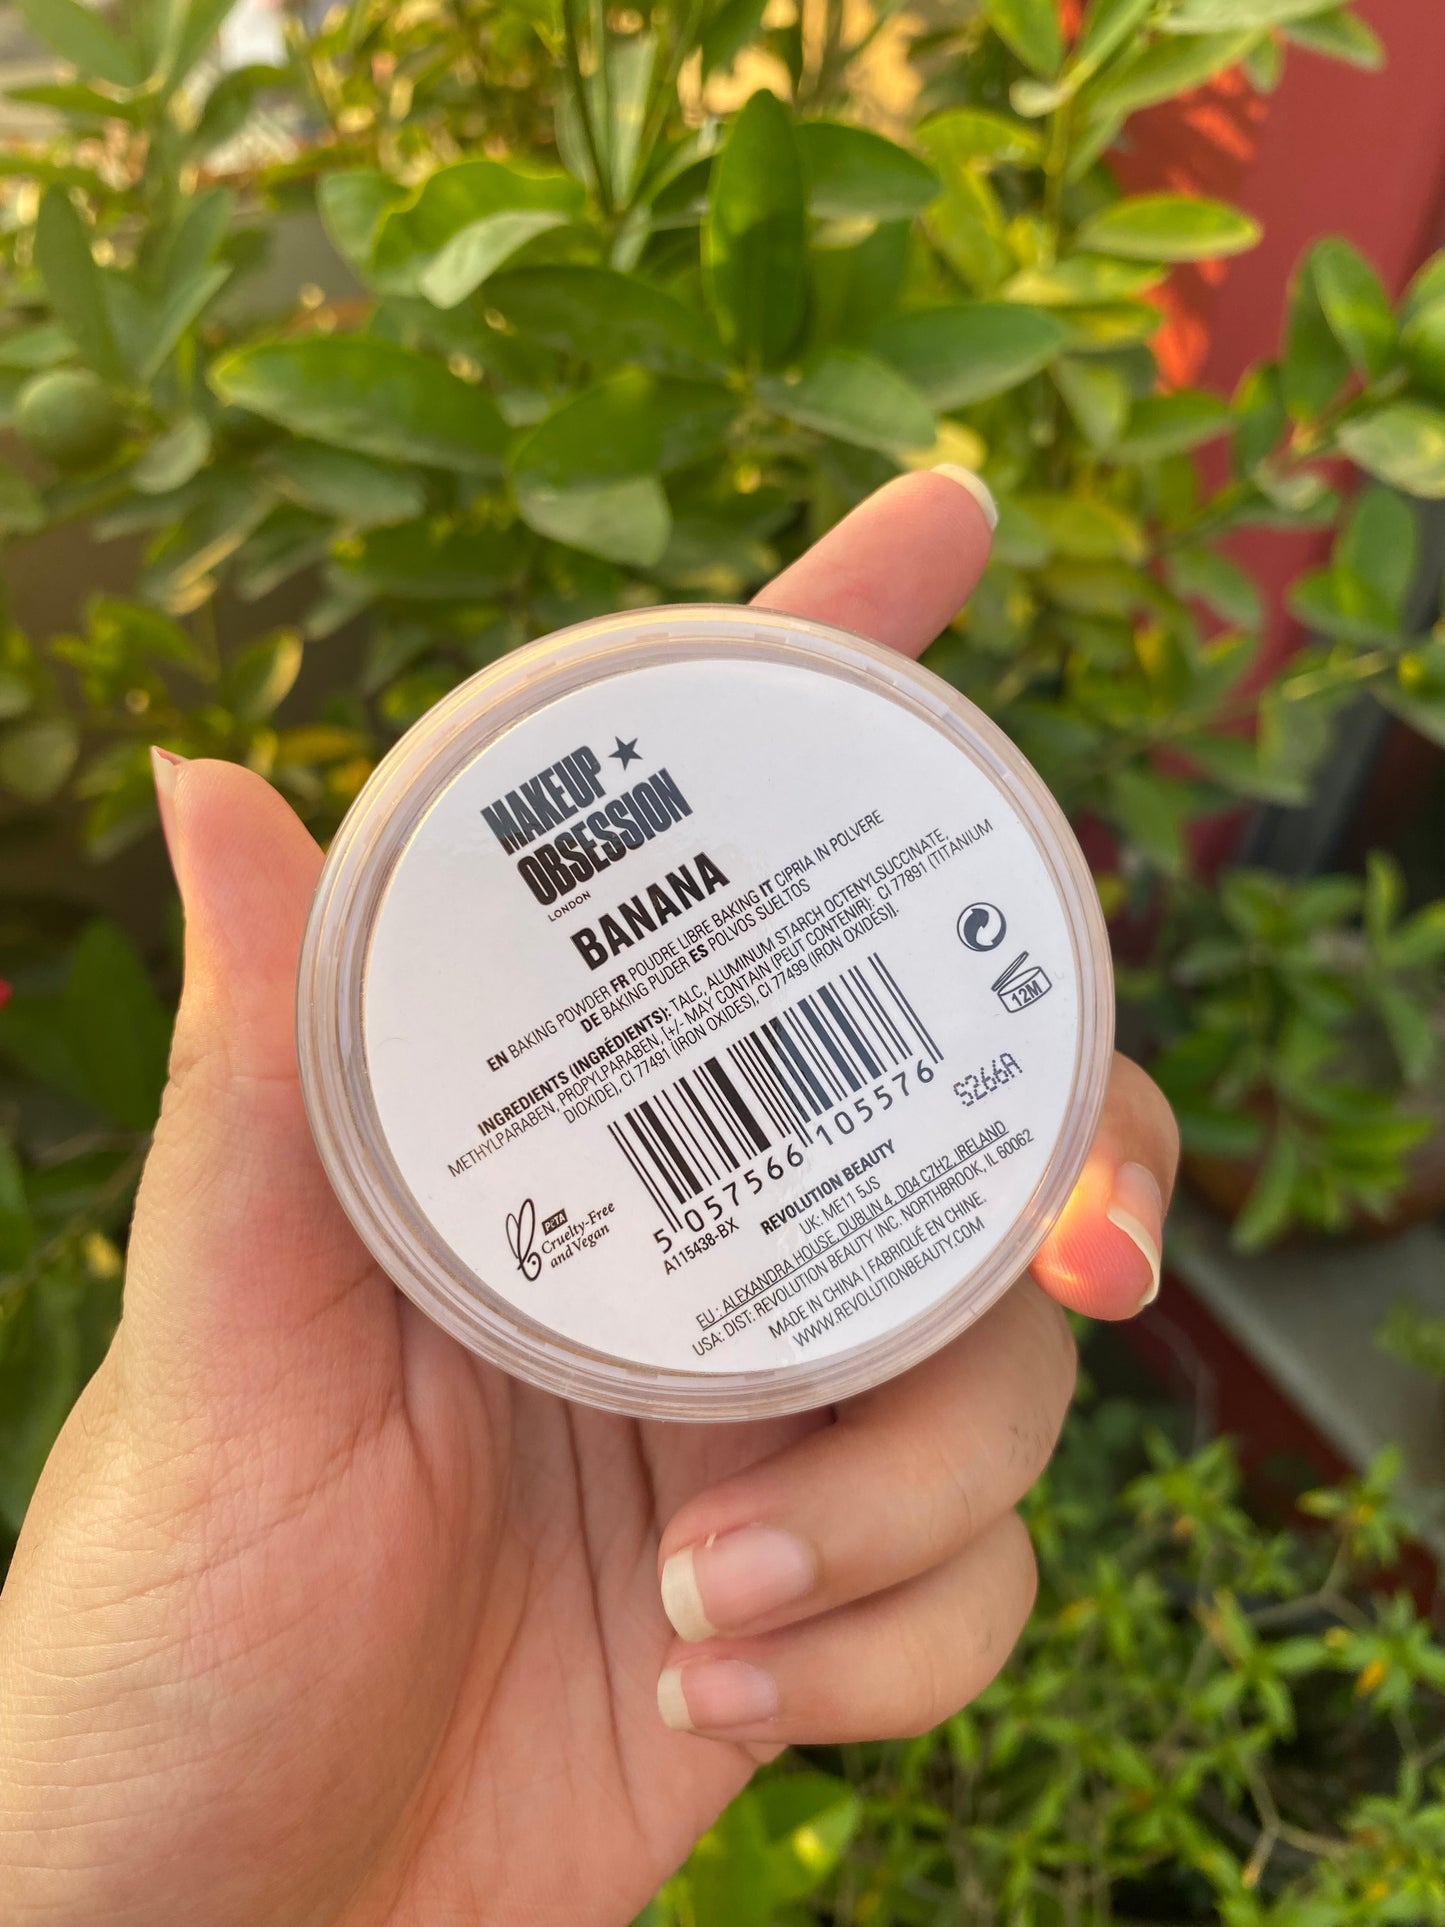 MAKEUP
OBSESSION
LONDON
BANANA
EN BAKING POWDER FR POUDRE LIBRE BAKING IT CIPRIA IN POLVERE
DE BAKING PUDER ES POLVOS SUELTOS
INGREDIENTS (INGRÉDIENTS): TALC, ALUMINUM STARCH OCTENYLSUCCINATE,
METHYLPARABEN, PROPYLPARABEN, [+/- MAY CONTAIN (PEUT CONTENIR): CI 77891 (TITANIUM
DIOXIDE), CI 77491 (IRON OXIDES), CI 77499 (IRON OXIDES)].
12M
5 057566 105576
A115438-BX
S266A
PETA
Cruelty-Free
and Vegan
REVOLUTION BEAUTY
UK: ME11 5JS
EU: ALEXANDRA HOUSE, DUBLIN 4, D04 C7H2, IRELAND
USA: DIST: REVOLUTION BEAUTY INC. NORTHBROOK, IL 60062
MADE IN CHINA | FABRIQUÉ EN CHINE.
WWW.REVOLUTIONBEAUTY.COM